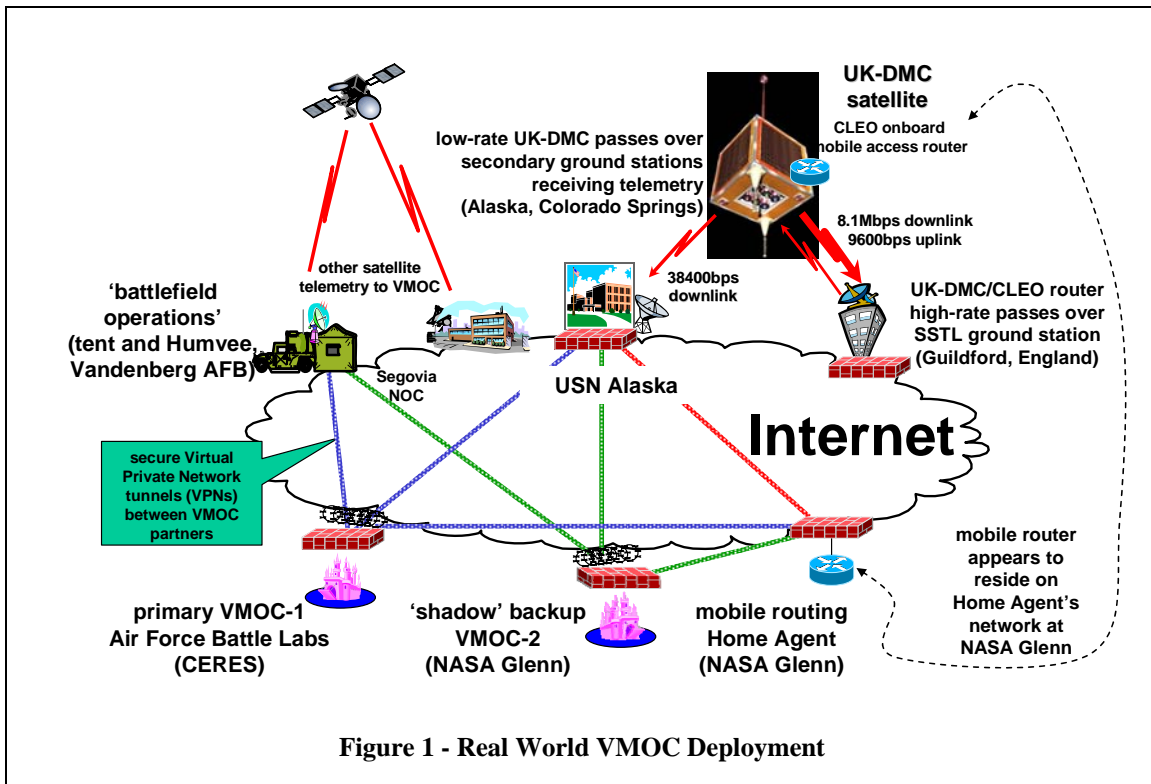 UK-DMC
satellite
CLEO onboard
mobile access router
low-rate UK-DMC passes over
secondary ground stations
receiving telemetry
(Alaska, Colorado Springs)
8.1Mbps downlink
9600bps uplink
other satellite
telemetry to VMOC
38400bps
downlink
‘battlefield
operations’
(tent and Humvee,
Vandenberg AFB)
UK-DMC/CLEO router
high-rate passes over
SSTL ground station
(Guildford, England)
Segovia
NOC
USN Alaska
Internet
secure Virtual
Private Network
tunnels (VPNs)
between VMOC
partners
mobile router
appears to
reside on
Home Agent’s
network at
NASA Glenn
primary VMOC-1
Air Force Battle Labs
(CERES)
‘shadow’ backup
VMOC-2
(NASA Glenn)
mobile routing
Home Agent
(NASA Glenn)
Figure 1 - Real World VMOC Deployment